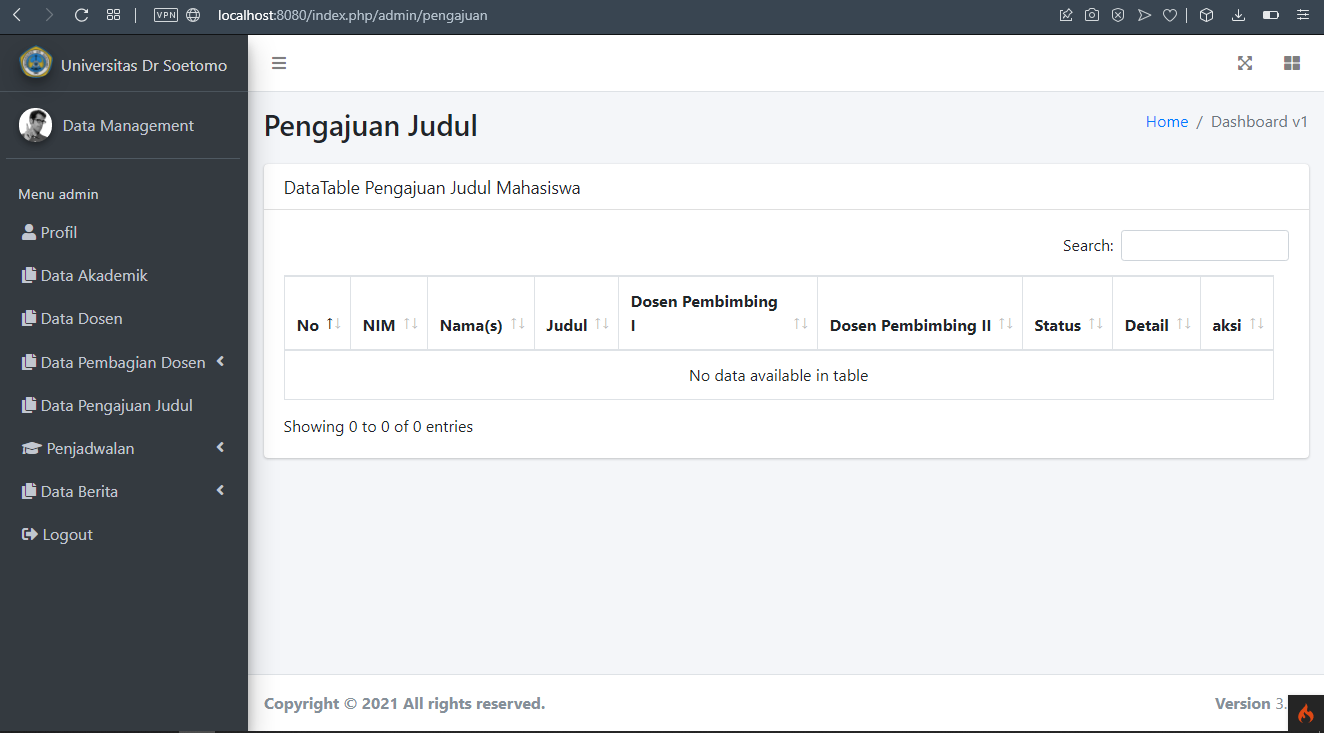 VPN localhost:8080/index.php/admin/pengajuan
Universitas Dr Soetomo
Data Management
Menu admin
Profil
Data Akademik
Data Dosen
Data Pembagian Dosen
Data Pengajuan Judul
Penjadwalan
Data Berita
Logout
Pengajuan Judul
Home / Dashboard v1
DataTable Pengajuan Judul Mahasiswa
Search:
No NIM Nama(s) Judul Dosen Pembimbing I Dosen Pembimbing II Status Detail aksi
No data available in table
Showing 0 to 0 of 0 entries
Copyright © 2021 All rights reserved.
Version 3.